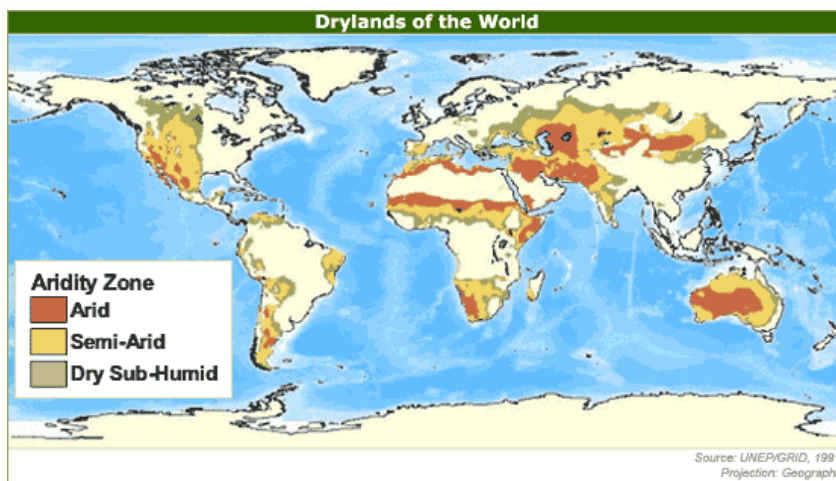 Drylands of the World
Aridity Zone
Arid
Semi-Arid
Dry Sub-Humid
Source: UNEP/GRID, 199
Projection: Geograph